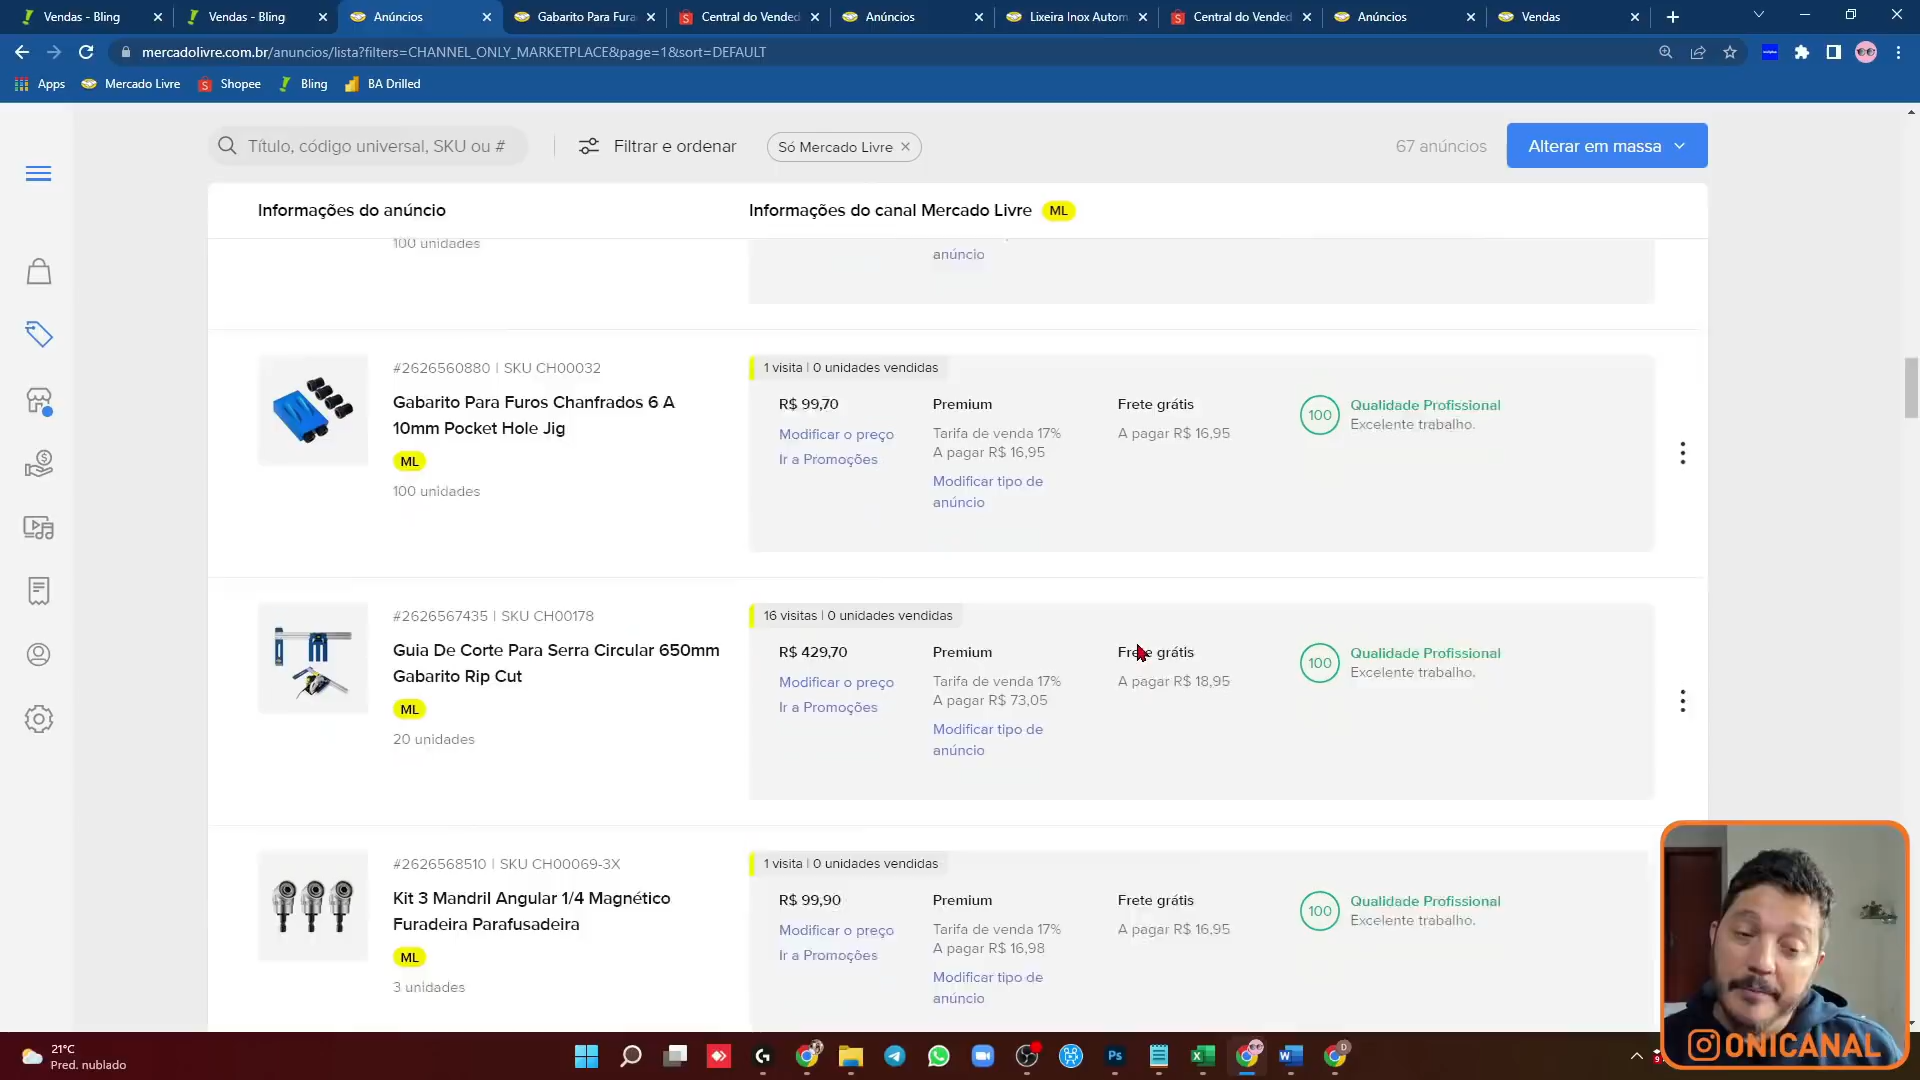 Vendas - Bling
Vendas - Bling
Anúncios
Gabarito Para Fura
Central do Vended
Anúncios
Lixeira Inox Autom
Central do Vended
Anúncios
Vendas
mercadolivre.com.br/anuncios/lista?filters=CHANNEL_ONLY_MARKETPLACE&page=1&sort=DEFAULT
Apps
Mercado Livre
Shopee
Bling
BA Drilled
Título, código universal, SKU ou #
Filtrar e ordenar
Só Mercado Livre
67 anúncios
Alterar em massa
Informações do anúncio
Informações do canal Mercado Livre ML
100 unidades
anúncio
#2626560880 | SKU CH00032
Gabarito Para Furos Chanfrados 6 A
10mm Pocket Hole Jig
ML
100 unidades
1 visita | 0 unidades vendidas
R$ 99,70
Modificar o preço
Ir a Promoções
Premium
Tarifa de venda 17%
A pagar R$ 16,95
Modificar tipo de
anúncio
Frete grátis
A pagar R$ 16,95
100
Qualidade Profissional
Excelente trabalho.
#2626567435 | SKU CH00178
Guia De Corte Para Serra Circular 650mm
Gabarito Rip Cut
ML
20 unidades
16 visitas | 0 unidades vendidas
R$ 429,70
Modificar o preço
Ir a Promoções
Premium
Tarifa de venda 17%
A pagar R$ 73,05
Modificar tipo de
anúncio
Frete grátis
A pagar R$ 18,95
100
Qualidade Profissional
Excelente trabalho.
#2626568510 | SKU CH00069-3X
Kit 3 Mandril Angular 1/4 Magnético
Furadeira Parafusadeira
ML
3 unidades
1 visita | 0 unidades vendidas
R$ 99,90
Modificar o preço
Ir a Promoções
Premium
Tarifa de venda 17%
A pagar R$ 16,98
Modificar tipo de
anúncio
Frete grátis
A pagar R$ 16,95
100
Qualidade Profissional
Excelente trabalho.
ONICANAL
21°C
Pred. nublado